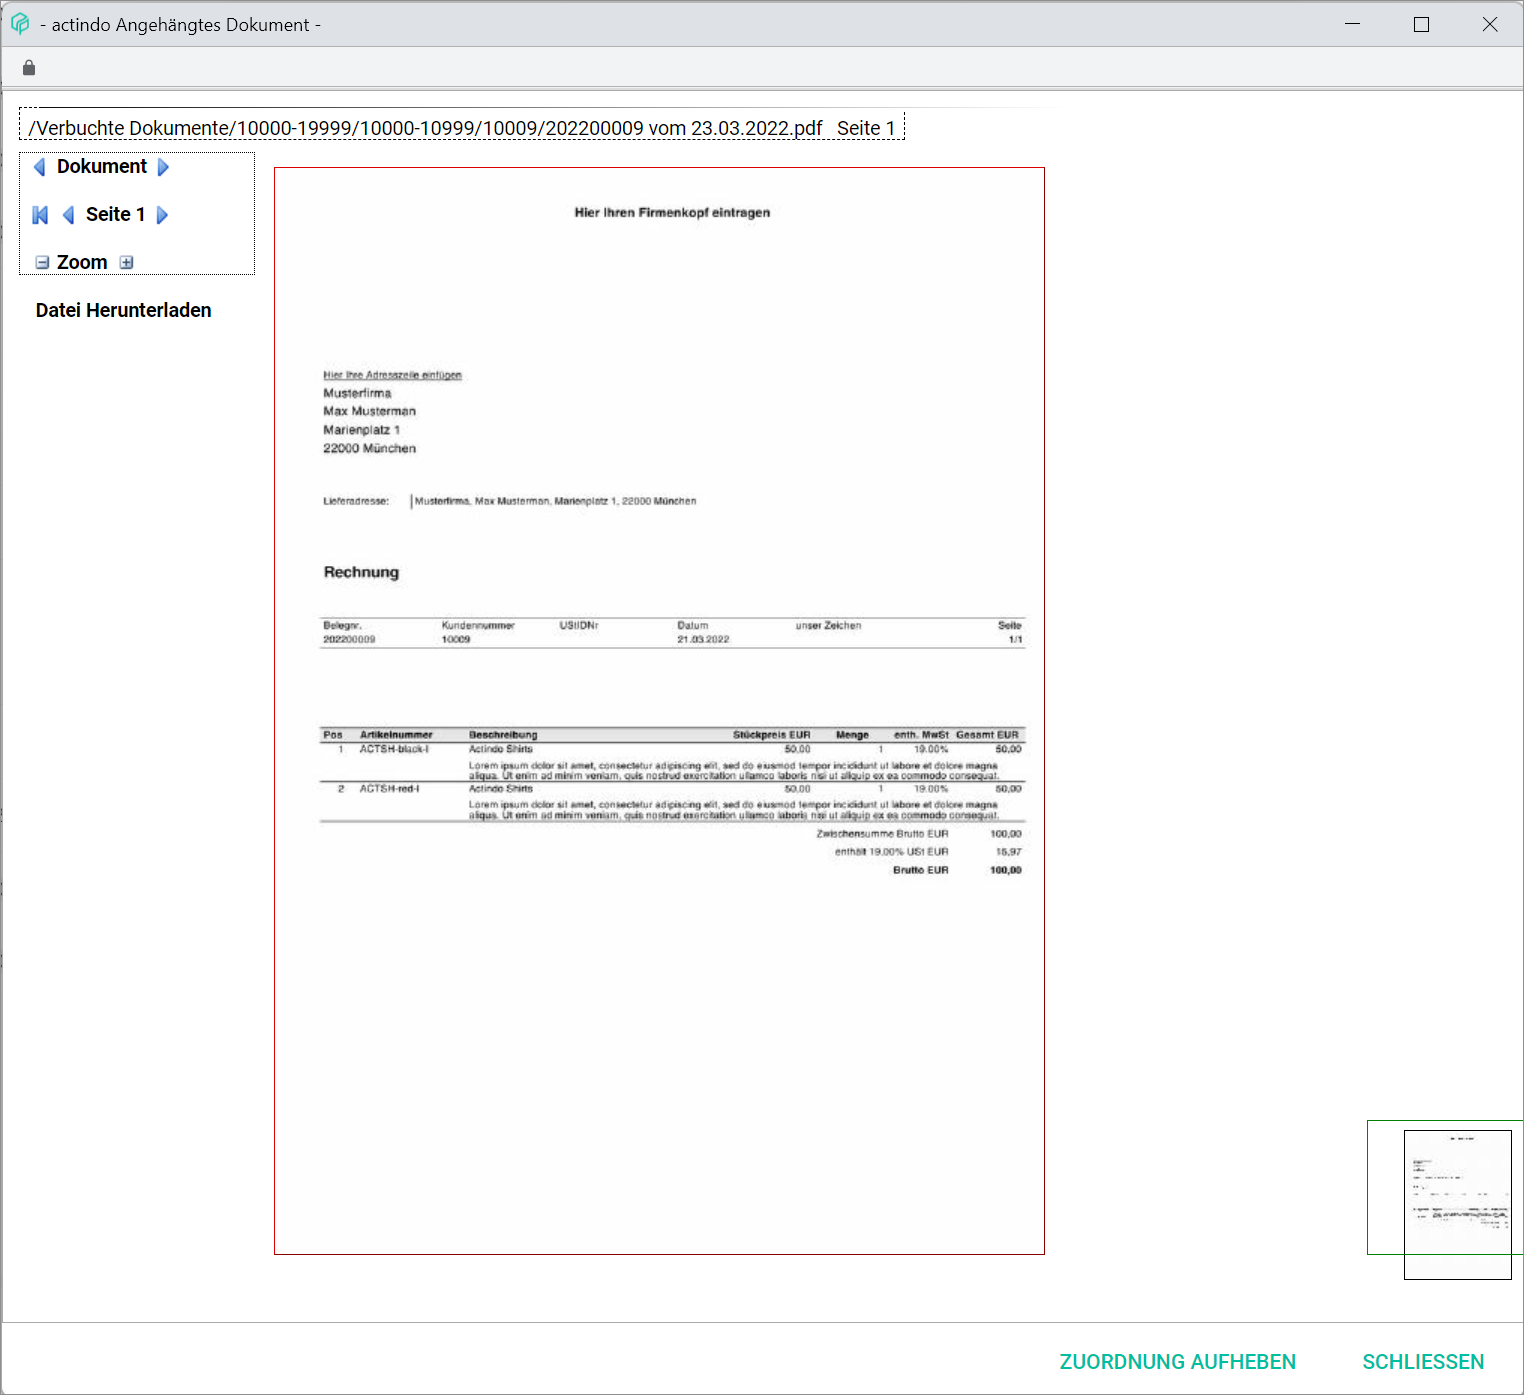 - actindo Angehängtes Dokument -
/Verbuchte Dokumente/10000-19999/10000-10999/10009/202200009 vom 23.03.2022.pdf Seite 1
Dokument
Seite 1
Zoom
Datei Herunterladen
Hier Ihren Firmenkopf eintragen
Hier Ihre Adresszeile einfügen
Musterfirma
Max Musterman
Marienplatz 1
22000 München
Lieferadresse: Musterfirma, Max Musterman, Marienplatz 1, 22000 München
Rechnung
Belegnr. Kundennummer UStIDNr Datum unser Zeichen Seite
202200009 10009 21.03.2022 1/1
Pos Artikelnummer Beschreibung Stückpreis EUR Menge enth. MwSt Gesamt EUR
1 ACTSH-black-l Actindo Shirts 50,00 1 19.00% 50,00
Lorem ipsum dolor sit amet, consectetur adipiscing elit, sed do eiusmod tempor incididunt ut labore et dolore magna
aliqua. Ut enim ad minim veniam, quis nostrud exercitation ullamco laboris nisi ut aliquip ex ea commodo consequat.
2 ACTSH-red-l Actindo Shirts 50,00 1 19.00% 50,00
Lorem ipsum dolor sit amet, consectetur adipiscing elit, sed do eiusmod tempor incididunt ut labore et dolore magna
aliqua. Ut enim ad minim veniam, quis nostrud exercitation ullamco laboris nisi ut aliquip ex ea commodo consequat.
Zwischensumme Brutto EUR 100,00
enthält 19.00% USt EUR 15,97
Brutto EUR 100,00
ZUORDNUNG AUFHEBEN SCHLIESSEN